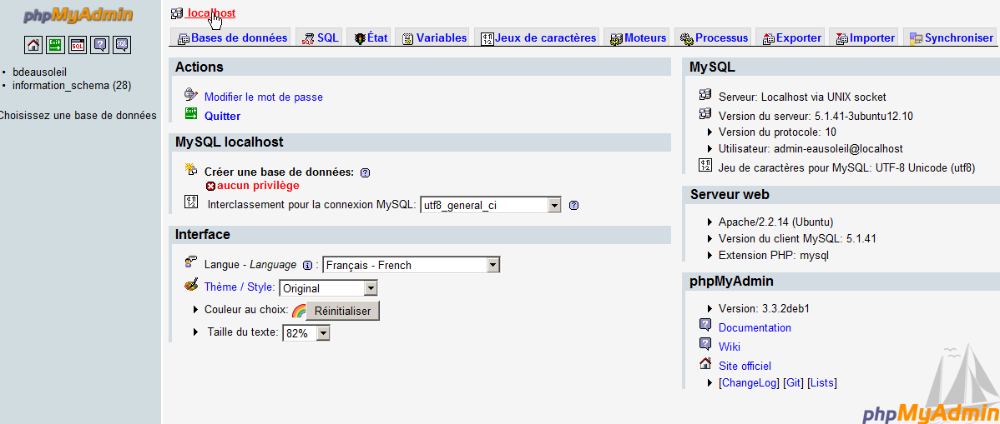 phpMyAdmin
localhost
Bases de données SQL État Variables Jeux de caractères Moteurs Processus Exporter Importer Synchroniser
Exit SQL ? SQL
• bdeausoleil
• information_schema (28)
Choisissez une base de données
Actions
Modifier le mot de passe
Exit Quitter
MySQL localhost
Créer une base de données: ?
aucun privilège
Interclassement pour la connexion MySQL: utf8_general_ci ?
Interface
Langue - Language i : Français - French
Thème / Style: Original
Couleur au choix: Réinitialiser
Taille du texte: 82%
MySQL
Serveur: Localhost via UNIX socket
Version du serveur: 5.1.41-3ubuntu12.10
Version du protocole: 10
Utilisateur: admin-eausoleil@localhost
Jeu de caractères pour MySQL: UTF-8 Unicode (utf8)
Serveur web
Apache/2.2.14 (Ubuntu)
Version du client MySQL: 5.1.41
Extension PHP: mysql
phpMyAdmin
Version: 3.3.2deb1
? Documentation
? Wiki
Site officiel
[ChangeLog] [Git] [Lists]
phpMyAdmin